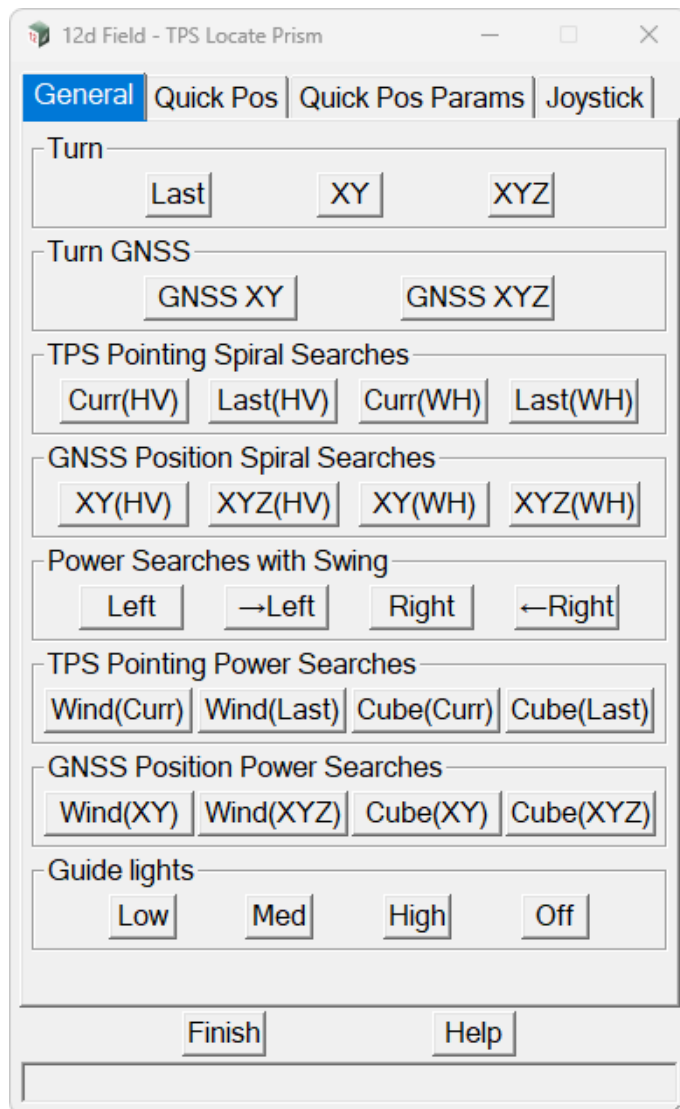 12d Field - TPS Locate Prism
General Quick Pos Quick Pos Params Joystick
Turn
Last XY XYZ
Turn GNSS
GNSS XY GNSS XYZ
TPS Pointing Spiral Searches
Curr(HV) Last(HV) Curr(WH) Last(WH)
GNSS Position Spiral Searches
XY(HV) XYZ(HV) XY(WH) XYZ(WH)
Power Searches with Swing
Left →Left Right ←Right
TPS Pointing Power Searches
Wind(Curr) Wind(Last) Cube(Curr) Cube(Last)
GNSS Position Power Searches
Wind(XY) Wind(XYZ) Cube(XY) Cube(XYZ)
Guide lights
Low Med High Off
Finish Help